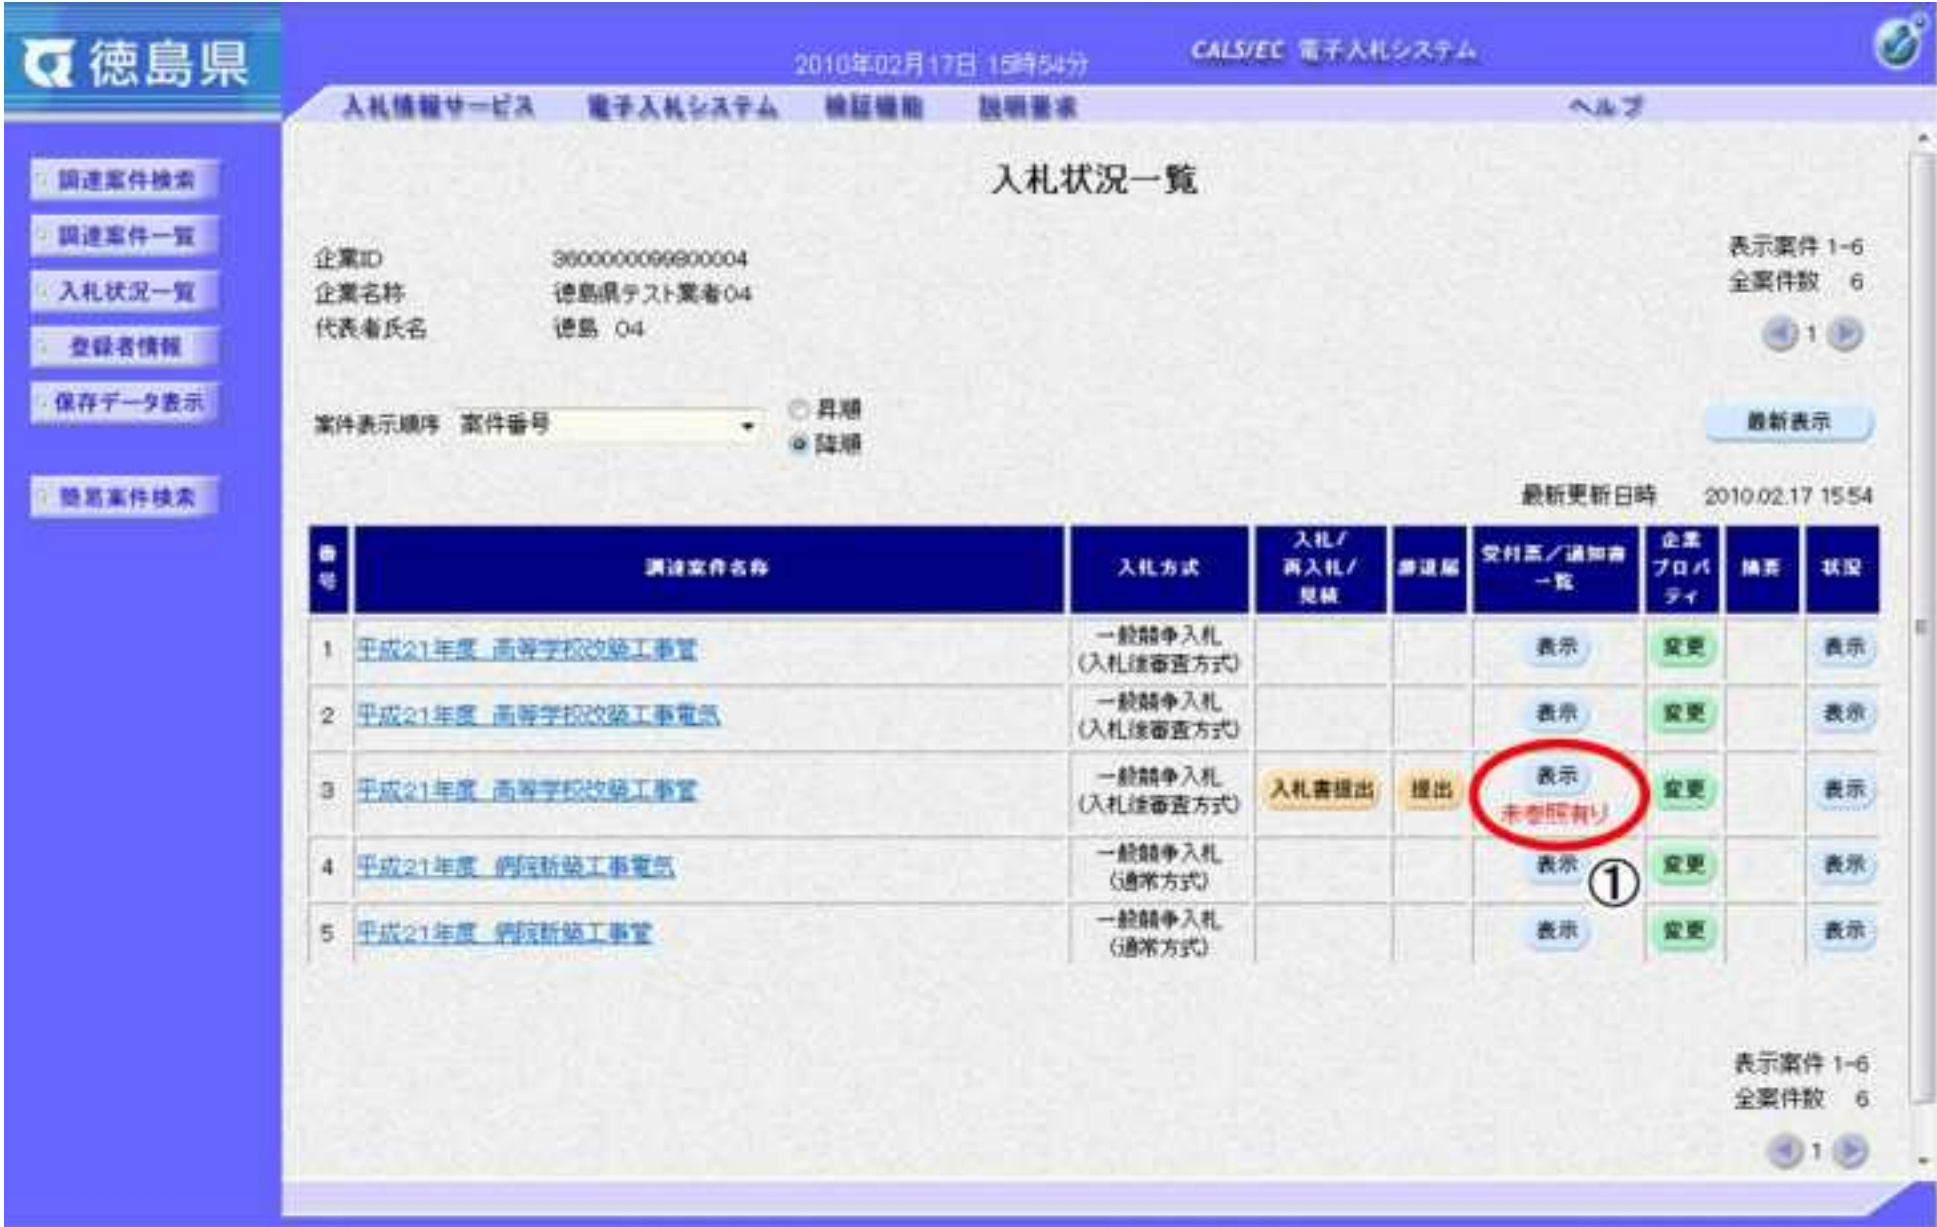 徳島県
2010年02月17日 15時54分
CALS/EC 電子入札システム
入札情報サービス 電子入札システム 検証機能 説明要求 ヘルプ
調達案件検索
調達案件一覧
入札状況一覧
登録者情報
保存データ表示
簡易案件検索
入札状況一覧
企業ID 3600000099800004
企業名称 徳島県テスト業者04
代表者氏名 徳島 04
表示案件 1-6
全案件数 6
1
案件表示順序 案件番号
昇順
降順
最新表示
最新更新日時 2010.02.17 15:54
番号 調達案件名称 入札方式 入札/再入札/見積 辞退届 受付票/通知書一覧 企業プロパティ 摘要 状況
1 平成21年度 高等学校改築工事管 一般競争入札(入札後審査方式) 表示 変更 表示
2 平成21年度 高等学校改築工事電気 一般競争入札(入札後審査方式) 表示 変更 表示
3 平成21年度 高等学校改築工事管 一般競争入札(入札後審査方式) 入札書提出 提出 表示 未参照有り 変更 表示
4 平成21年度 病院新築工事電気 一般競争入札(通常方式) 表示 変更 表示
①
5 平成21年度 病院新築工事管 一般競争入札(通常方式) 表示 変更 表示
表示案件 1-6
全案件数 6
1